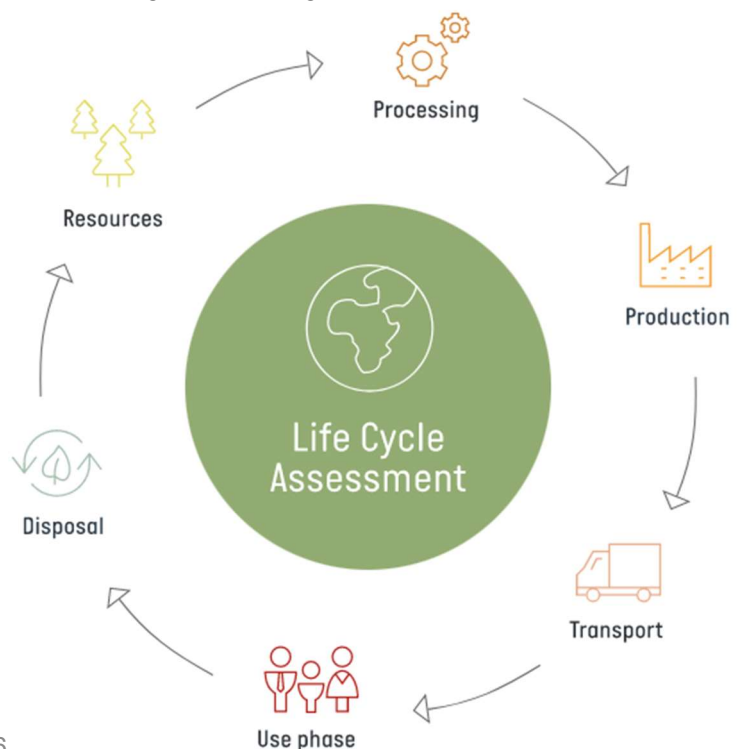 Processing
Resources
Production
Life Cycle
Assessment
Disposal
Transport
Use phase